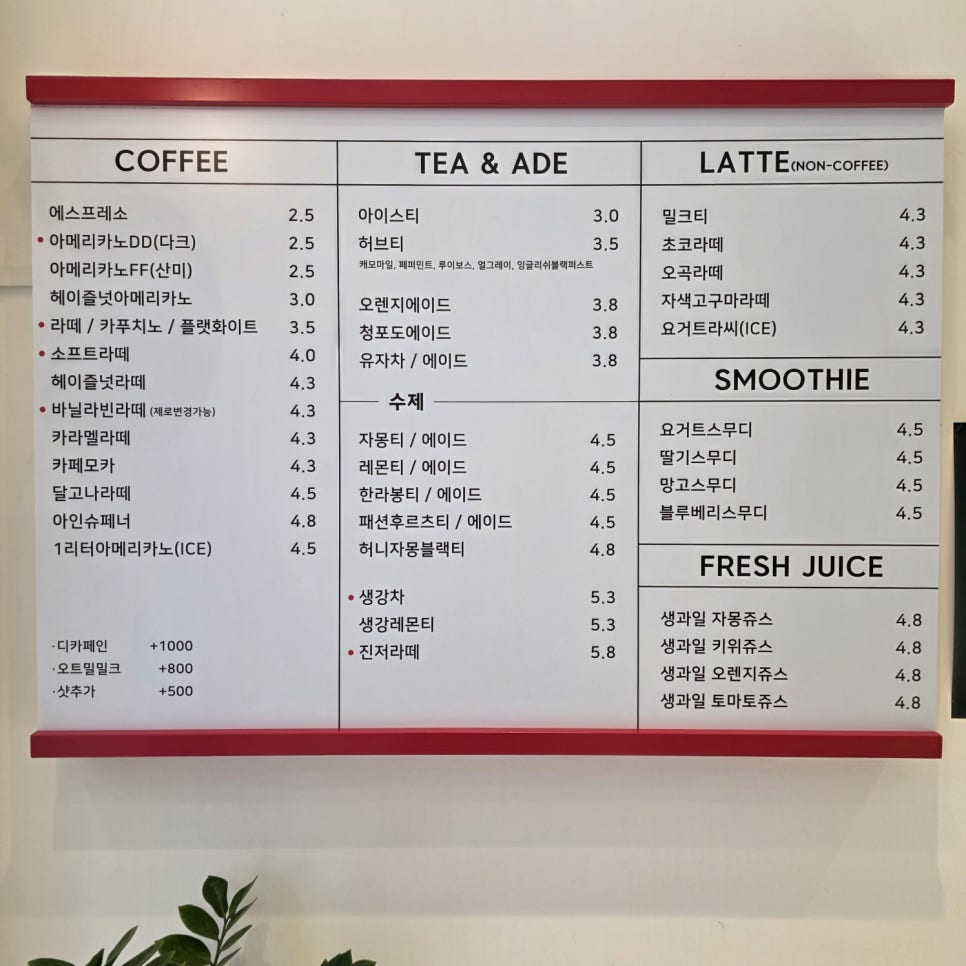 COFFEE
에스프레소 2.5
• 아메리카노DD(다크) 2.5
아메리카노FF(산미) 2.5
헤이즐넛아메리카노 3.0
• 라떼 / 카푸치노 / 플랫화이트 3.5
• 소프트라떼 4.0
헤이즐넛라떼 4.3
• 바닐라빈라떼 (제로변경가능) 4.3
카라멜라떼 4.3
카페모카 4.3
달고나라떼 4.5
아인슈페너 4.8
1리터아메리카노(ICE) 4.5
·디카페인 +1000
·오트밀밀크 +800
·샷추가 +500
TEA & ADE
아이스티 3.0
허브티 3.5
캐모마일, 페퍼민트, 루이보스, 얼그레이, 잉글리쉬블랙퍼스트
오렌지에이드 3.8
청포도에이드 3.8
유자차 / 에이드 3.8
수제
자몽티 / 에이드 4.5
레몬티 / 에이드 4.5
한라봉티 / 에이드 4.5
패션후르츠티 / 에이드 4.5
허니자몽블랙티 4.8
• 생강차 5.3
생강레몬티 5.3
• 진저라떼 5.8
LATTE(NON-COFFEE)
밀크티 4.3
초코라떼 4.3
오곡라떼 4.3
자색고구마라떼 4.3
요거트라씨(ICE) 4.3
SMOOTHIE
요거트스무디 4.5
딸기스무디 4.5
망고스무디 4.5
블루베리스무디 4.5
FRESH JUICE
생과일 자몽쥬스 4.8
생과일 키위쥬스 4.8
생과일 오렌지쥬스 4.8
생과일 토마토쥬스 4.8